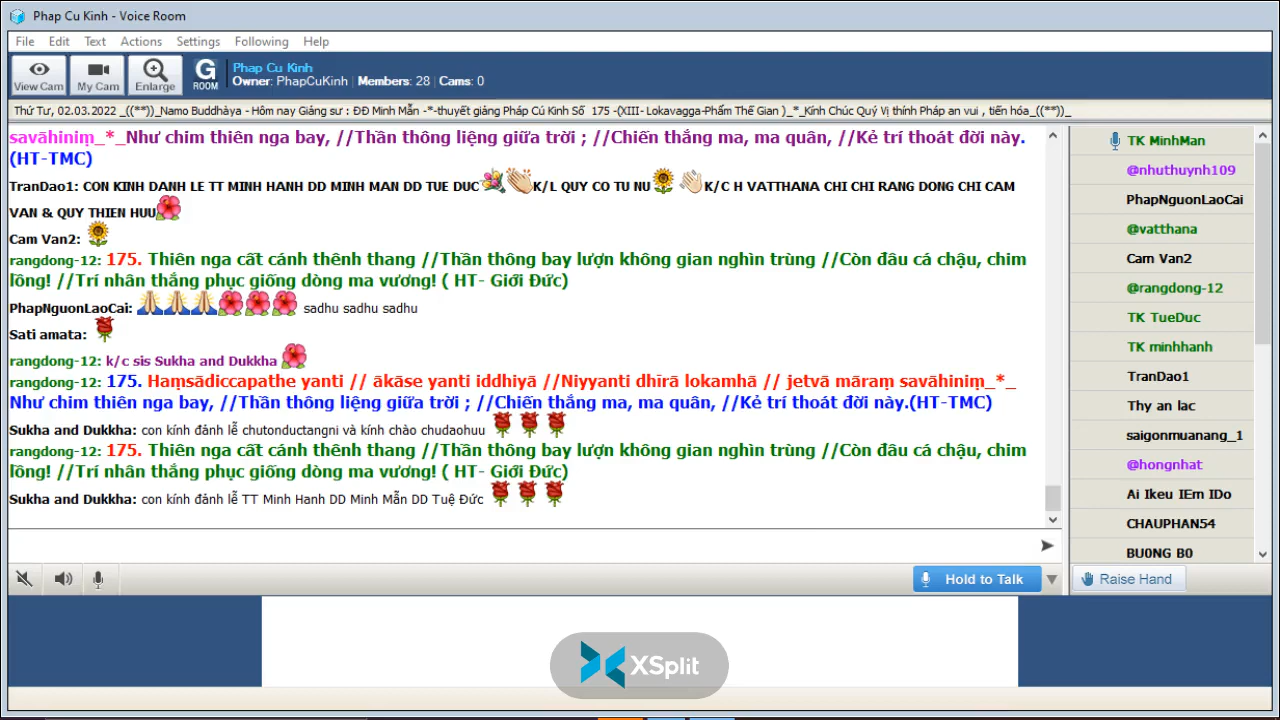 Phap Cu Kinh - Voice Room
File Edit Text Actions Settings Following Help
View Cam My Cam Enlarge G ROOM Phap Cu Kinh
Owner: PhapCuKinh Members: 28 Cams: 0
Thứ Tư, 02.03.2022 _((**))_Namo Buddhàya - Hôm nay Giảng sư : ĐĐ Minh Mẫn -*-thuyết giảng Pháp Cú Kinh Số 175 -(XIII- Lokavagga-Phẩm Thế Gian )_*_Kính Chúc Quý Vị thính Pháp an vui , tiến hóa_((**))_
savāhiniṃ_*_Như chim thiên nga bay, //Thần thông liệng giữa trời ; //Chiến thắng ma, ma quân, //Kẻ trí thoát đời này.
(HT-TMC)
TranDao1: CON KINH DANH LE TT MINH HANH DD MINH MAN DD TUE DUC K/L QUY CO TU NU K/C H VATTHANA CHI CHI RANG DONG CHI CAM
VAN & QUY THIEN HUU
Cam Van2:
rangdong-12: 175. Thiên nga cất cánh thênh thang //Thần thông bay lượn không gian nghìn trùng //Còn đâu cá chậu, chim
lồng! //Trí nhân thắng phục giống dòng ma vương! ( HT- Giới Đức)
PhapNguonLaoCai: sadhu sadhu sadhu
Sati amata:
rangdong-12: k/c sis Sukha and Dukkha
rangdong-12: 175. Haṃsādiccapathe yanti // ākāse yanti iddhiyā //Niyyanti dhīrā lokamhā // jetvā māraṃ savāhiniṃ_*_
Như chim thiên nga bay, //Thần thông liệng giữa trời ; //Chiến thắng ma, ma quân, //Kẻ trí thoát đời này.(HT-TMC)
Sukha and Dukkha: con kính đảnh lễ chutonductangni và kính chào chudaohuu
rangdong-12: 175. Thiên nga cất cánh thênh thang //Thần thông bay lượn không gian nghìn trùng //Còn đâu cá chậu, chim
lồng! //Trí nhân thắng phục giống dòng ma vương! ( HT- Giới Đức)
Sukha and Dukkha: con kính đảnh lễ TT Minh Hanh DD Minh Mẫn DD Tuệ Đức
TK MinhMan
@nhuthuynh109
PhapNguonLaoCai
@vatthana
Cam Van2
@rangdong-12
TK TueDuc
TK minhhanh
TranDao1
Thy an lac
saigonmuanang_1
@hongnhat
Ai Ikeu IEm IDo
CHAUPHAN54
BU0NG B0
Hold to Talk
Raise Hand
XSplit